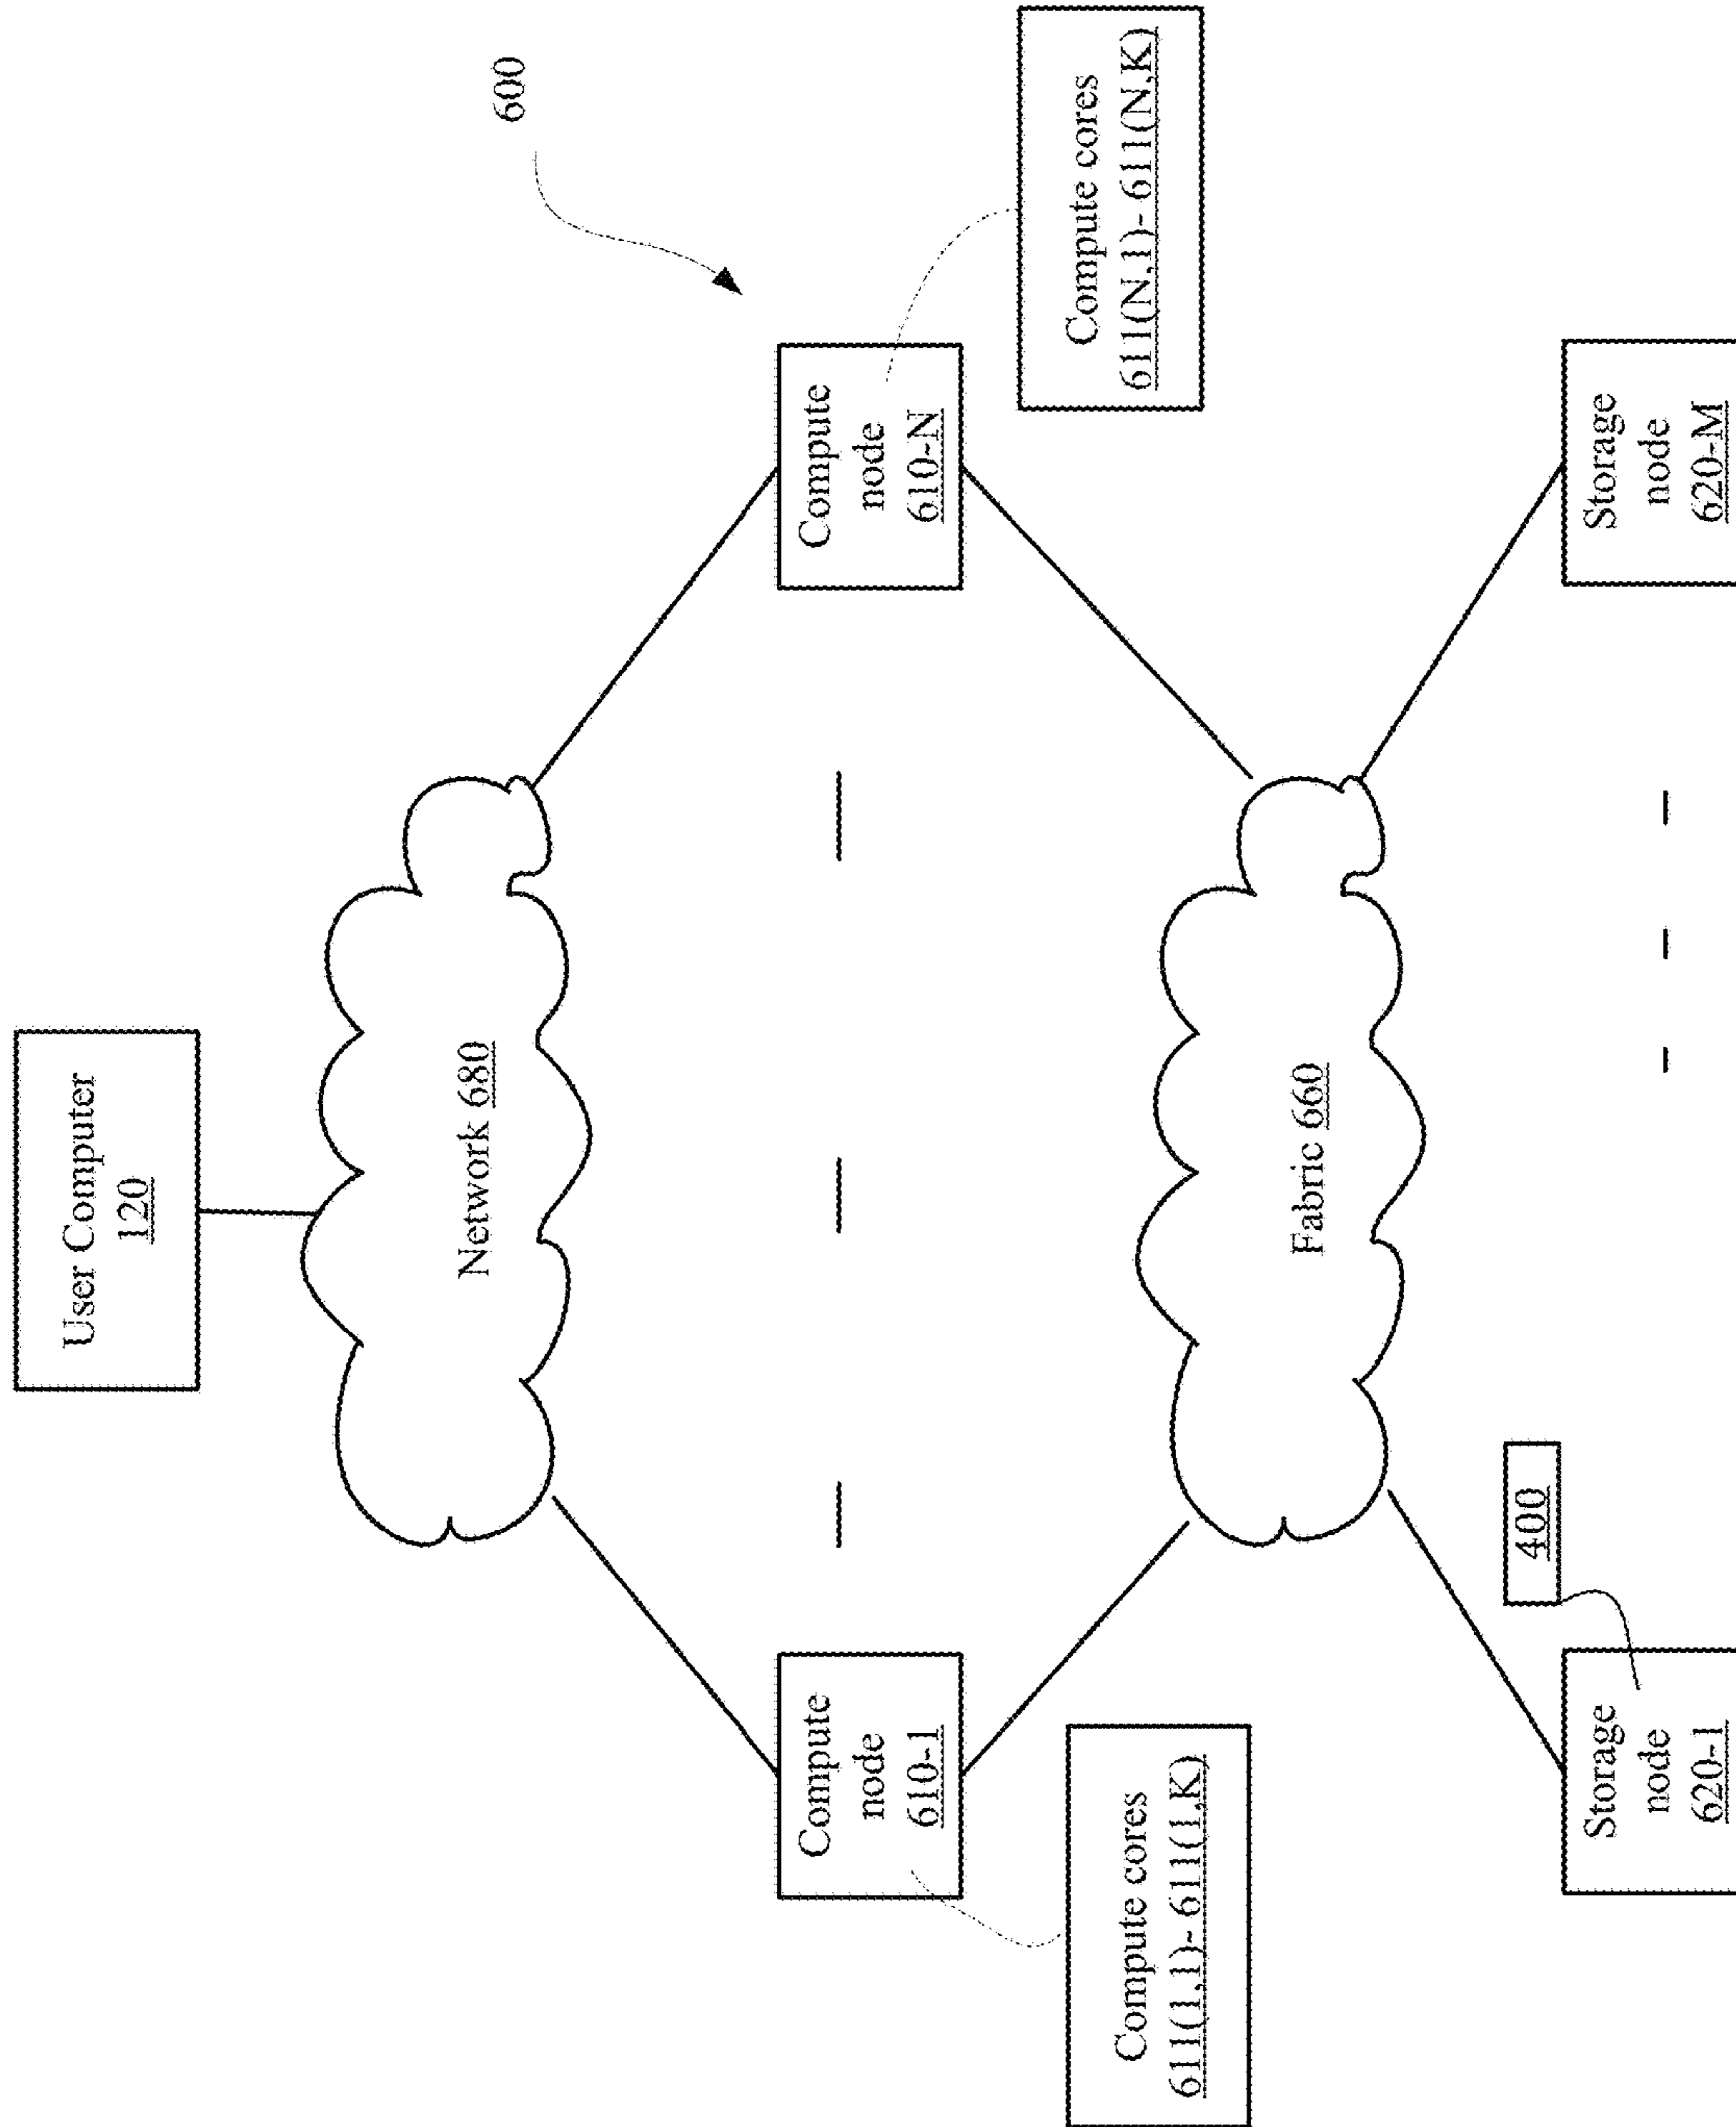 User Computer
120
600
Network 680
Compute
node
610-1
Compute
node
610-N
Compute cores
611(1,1)- 611(1,K)
Compute cores
611(N,1)- 611(N,K)
Fabric 660
400
Storage
node
620-1
Storage
node
620-M